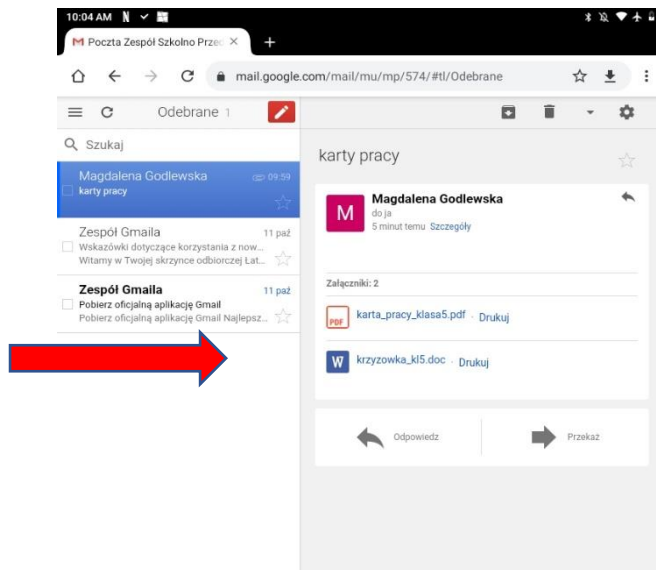 10:04 AM N
M Poczta Zespół Szkolno Przed × +
mail.google.com/mail/mu/mp/574/#tl/Odebrane
Odebrane 1
Szukaj
Magdalena Godlewska 09:59
karty pracy
Zespół Gmaila 11 paź
Wskazówki dotyczące korzystania z now...
Witamy w Twojej skrzynce odbiorczej Łat...
Zespół Gmaila 11 paź
Pobierz oficjalną aplikację Gmail
Pobierz oficjalną aplikację Gmail Najlepsz...
karty pracy
M
Magdalena Godlewska
do ja
5 minut temu Szczegóły
Załączniki: 2
PDF karta_pracy_klasa5.pdf - Drukuj
W krzyzowka_kl5.doc - Drukuj
Odpowiedz Przekaż